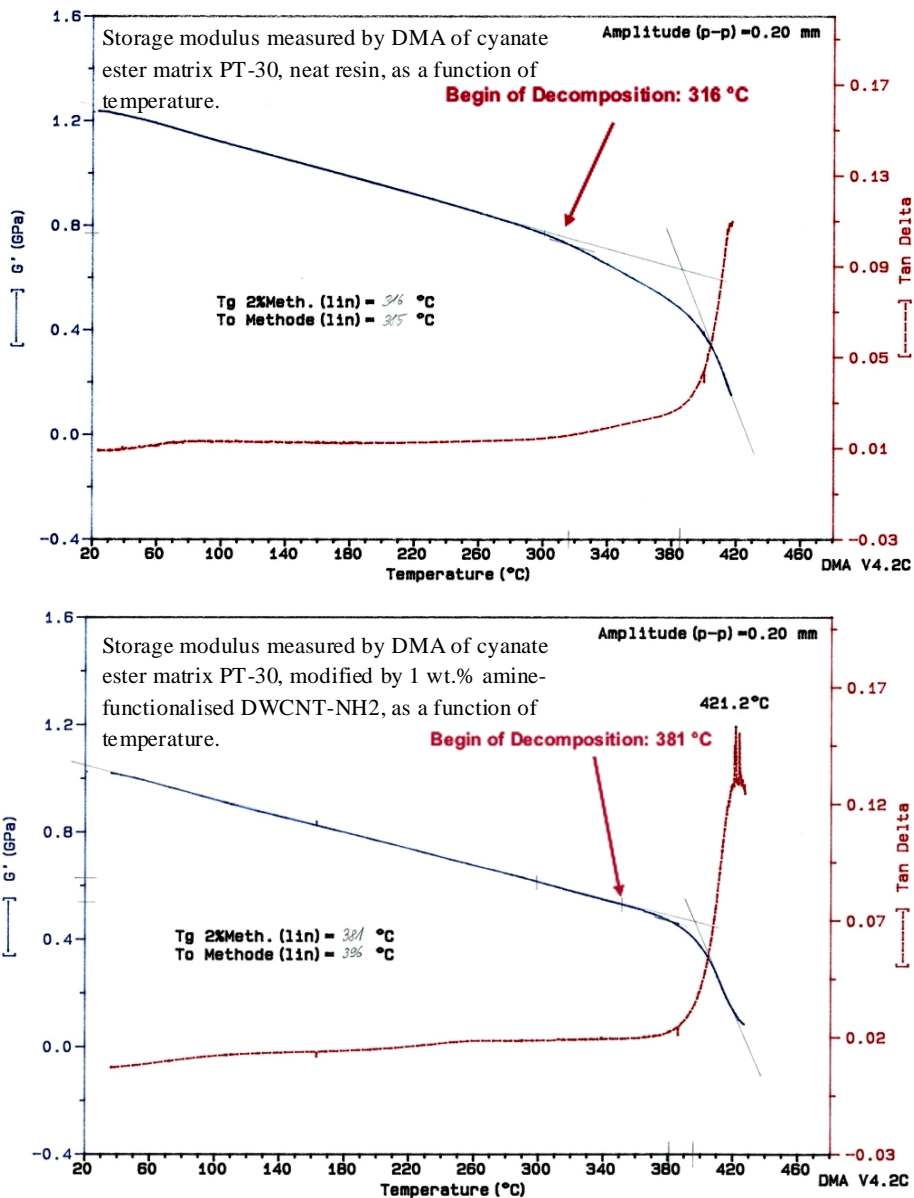 1.6
Storage modulus measured by DMA of cyanate
ester matrix PT-30, neat resin, as a function of
temperature.
Amplitude (p-p)=0.20 mm
Begin of Decomposition: 316 °C
1.2
0.8
0.4
0.0
-0.4
[——] G' (GPa)
Tg 2%Meth. (lin)= 316 °C
To Methode (lin)= 385 °C
0.17
0.13
0.09
0.05
0.01
-0.03
[-----] Tan Delta
20 60 100 140 180 220 260 300 340 380 420 460
Temperature (°C)
DMA V4.2C
1.6
Storage modulus measured by DMA of cyanate
ester matrix PT-30, modified by 1 wt.% amine-
functionalised DWCNT-NH2, as a function of
temperature.
Amplitude (p-p)=0.20 mm
421.2°C
Begin of Decomposition: 381 °C
1.2
0.8
0.4
0.0
-0.4
[——] G' (GPa)
Tg 2%Meth. (lin)= 381 °C
To Methode (lin)= 396 °C
0.17
0.12
0.07
0.02
-0.03
[-----] Tan Delta
20 60 100 140 180 220 260 300 340 380 420 460
Temperature (°C)
DMA V4.2C